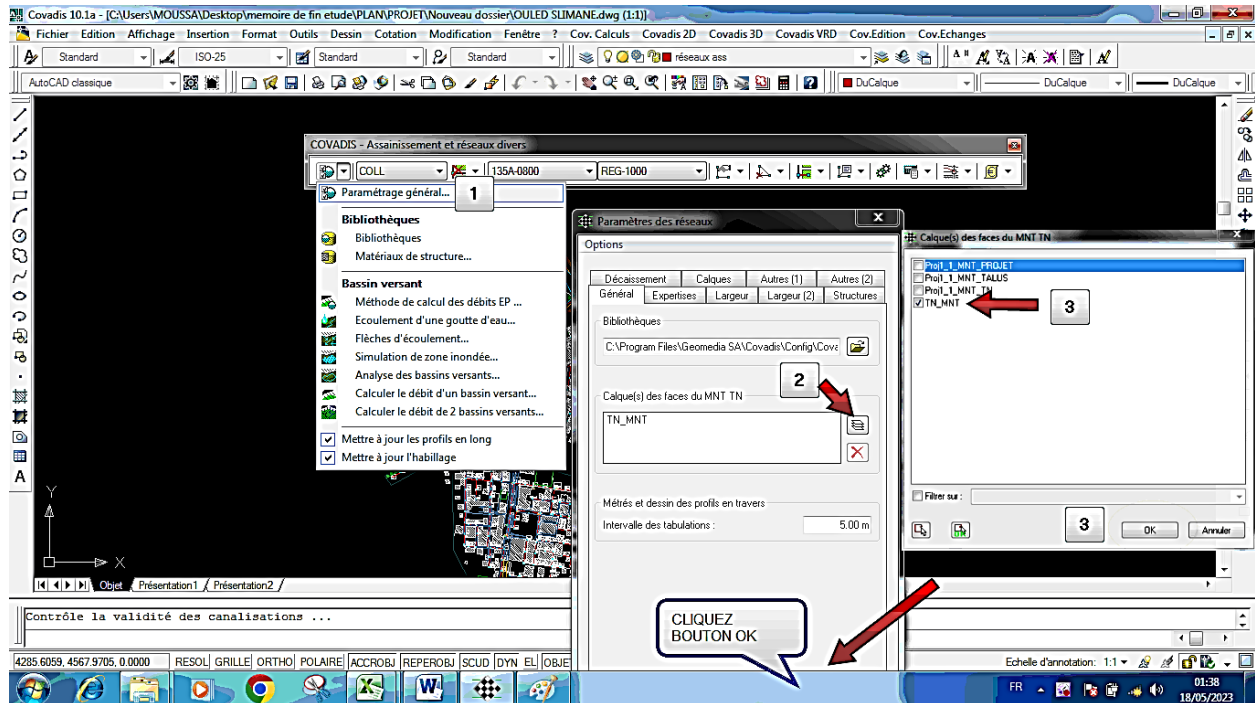 Covadis 10.1a - [C:\Users\MOUSSA\Desktop\memoire de fin etude\PLAN\PROJET\Nouveau dossier\OULED SLIMANE.dwg (1:1)]
Fichier Edition Affichage Insertion Format Outils Dessin Cotation Modification Fenêtre ? Cov. Calculs Covadis 2D Covadis 3D Covadis VRD Cov.Edition Cov.Echanges
Standard ISO-25 Standard Standard réseaux ass
AutoCAD classique DuCalque DuCalque DuCalque
COVADIS - Assainissement et réseaux divers
COLL 135A-0800 REG-1000
Paramétrage général... 1
Bibliothèques
Bibliothèques
Matériaux de structure...
Bassin versant
Méthode de calcul des débits EP ...
Ecoulement d'une goutte d'eau...
Flèches d'écoulement...
Simulation de zone inondée...
Analyse des bassins versants...
Calculer le débit d'un bassin versant...
Calculer le débit de 2 bassins versants...
Mettre à jour les profils en long
Mettre à jour l'habillage
Paramètres des réseaux
Options
Décaissement Calques Autres (1) Autres (2)
Général Expertises Largeur Largeur (2) Structures
Bibliothèques
C:\Program Files\Geomedia SA\Covadis\Config\Cova
2
Calque(s) des faces du MNT TN
TN_MNT
Métrés et dessin des profils en travers
Intervalle des tabulations : 5.00 m
Calque(s) des faces du MNT TN
Proj1_1_MNT_PROJET
Proj1_1_MNT_TALUS
Proj1_1_MNT_TN
TN_MNT
3
Filtrer sur :
3 OK Annuler
CLIQUEZ
BOUTON OK
Y
X
Objet Présentation1 Présentation2
Contrôle la validité des canalisations ...
4285.6059, 4567.9705, 0.0000 RESOL GRILLE ORTHO POLAIRE ACCROBJ REPEROBJ SCUD DYN EL OBJE Echelle d'annotation: 1:1
FR 01:38
18/05/2023